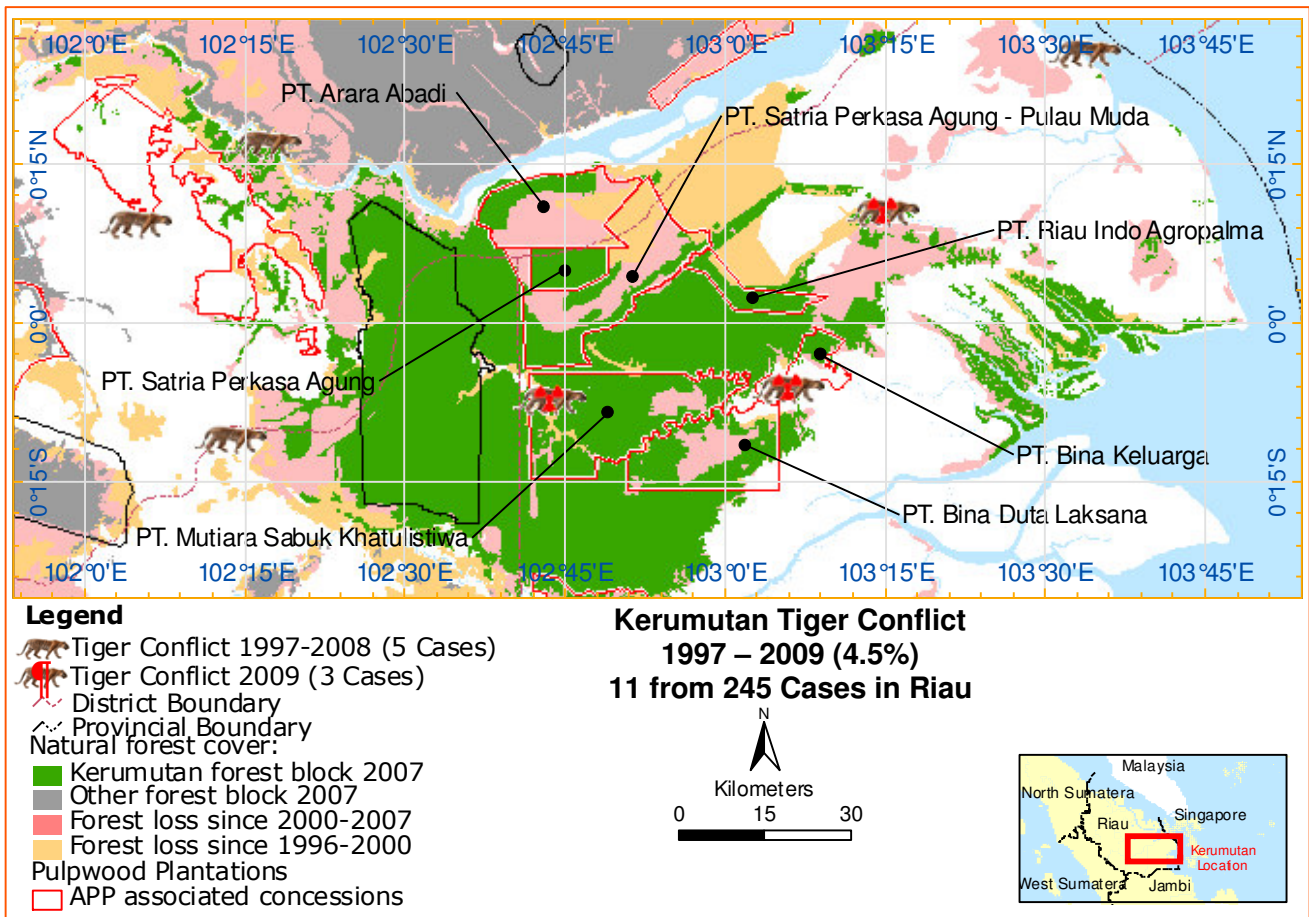 102°0'E 102°15'E 102°30'E 102°45'E 103°0'E 103°15'E 103°30'E 103°45'E
PT. Arara Abadi
PT. Satria Perkasa Agung - Pulau Muda
0°15'N
0°15'N
PT. Riau Indo Agropalma
0°0'
0°0'
PT. Satria Perkasa Agung
PT. Bina Keluarga
0°15'S
0°15'S
PT. Bina Duta Laksana
PT. Mutiara Sabuk Khatulistiwa
102°0'E 102°15'E 102°30'E 102°45'E 103°0'E 103°15'E 103°30'E 103°45'E
Legend
Tiger Conflict 1997-2008 (5 Cases)
Tiger Conflict 2009 (3 Cases)
District Boundary
Provincial Boundary
Natural forest cover:
Kerumutan forest block 2007
Other forest block 2007
Forest loss since 2000-2007
Forest loss since 1996-2000
Pulpwood Plantations
APP associated concessions
Kerumutan Tiger Conflict
1997 – 2009 (4.5%)
11 from 245 Cases in Riau
N
Kilometers
0 15 30
Malaysia
North Sumatera
Singapore
Riau
Kerumutan
Location
West Sumatera
Jambi